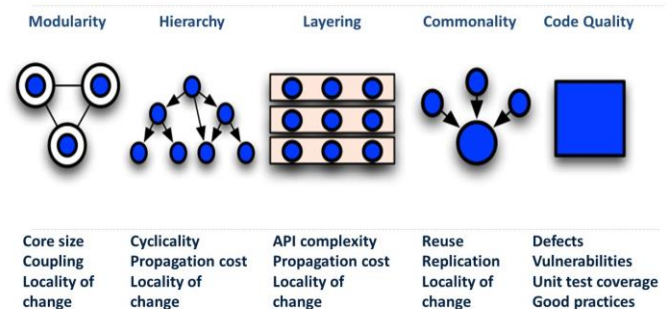 Modularity
Hierarchy
Layering
Commonality
Code Quality
Core size
Coupling
Locality of
change
Cyclicality
Propagation cost
Locality of
change
API complexity
Propagation cost
Locality of
change
Reuse
Replication
Locality of
change
Defects
Vulnerabilities
Unit test coverage
Good practices